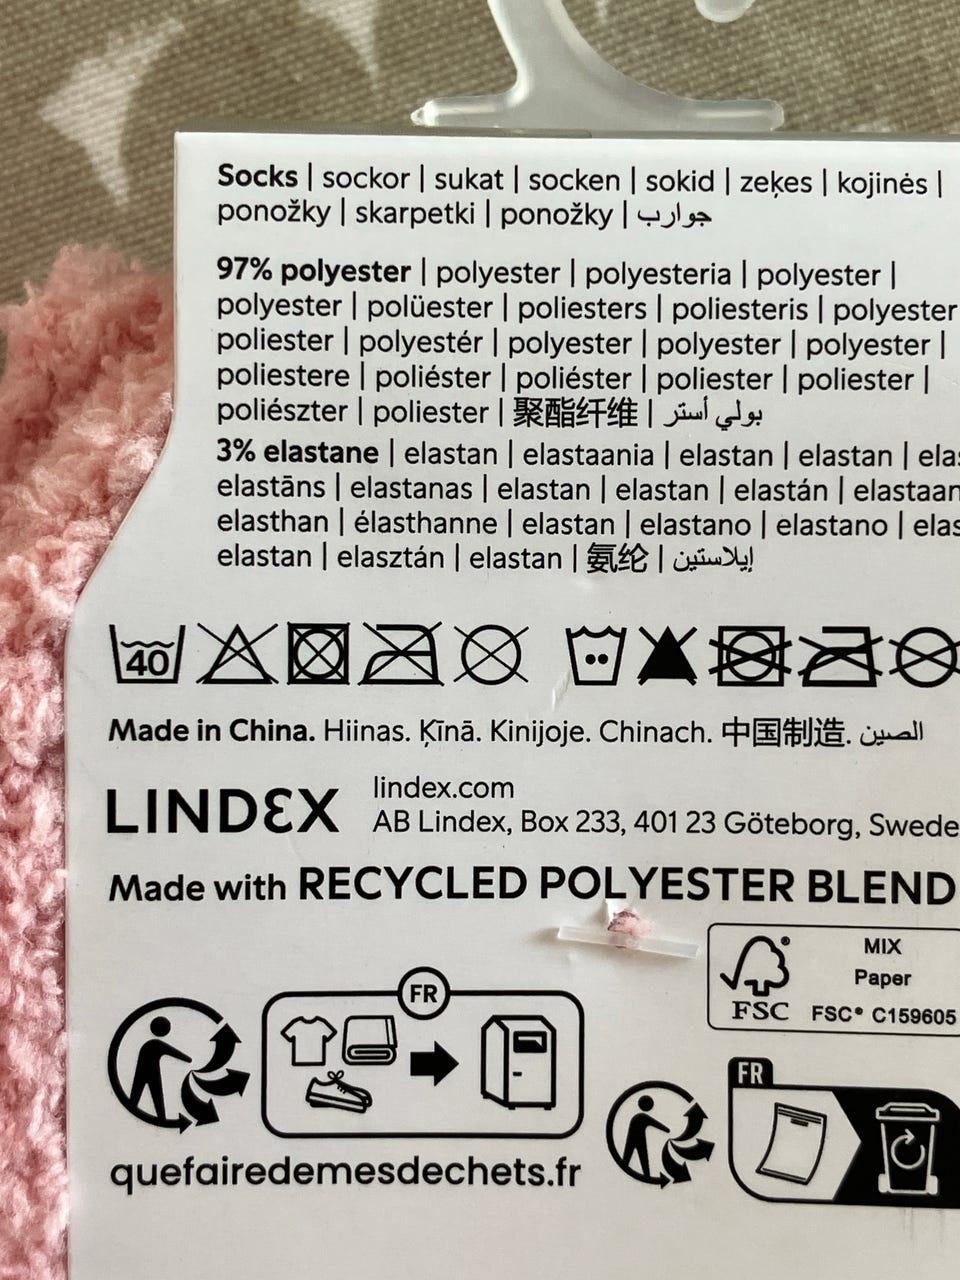 Socks | sockor | sukat | socken | sokid | zeķes | kojinės |
ponožky | skarpetki | ponožky | جوارب
97% polyester | polyester | polyesteria | polyester |
polyester | polüester | poliesters | poliesteris | polyester
poliester | polyestér | polyester | polyester | polyester |
poliestere | poliéster | poliéster | poliester | poliester |
poliészter | poliester | 聚酯纤维 | بولي أستر
3% elastane | elastan | elastaania | elastan | elastan |
elastāns | elastanas | elastan | elastan | elastán |
elasthan | élasthanne | elastan | elastano | elastano |
elastan | elasztán | elastan | 氨纶 | إيلاستين
40
Made in China. Hiinas. Ķīnā. Kinijoje. Chinach. 中国制造. الصين
LINDEX
lindex.com
AB Lindex, Box 233, 401 23 Göteborg,
Made with RECYCLED POLYESTER BLEND
MIX
Paper
FSC
FSC® C159605
FR
FR
quefairedemesdechets.fr